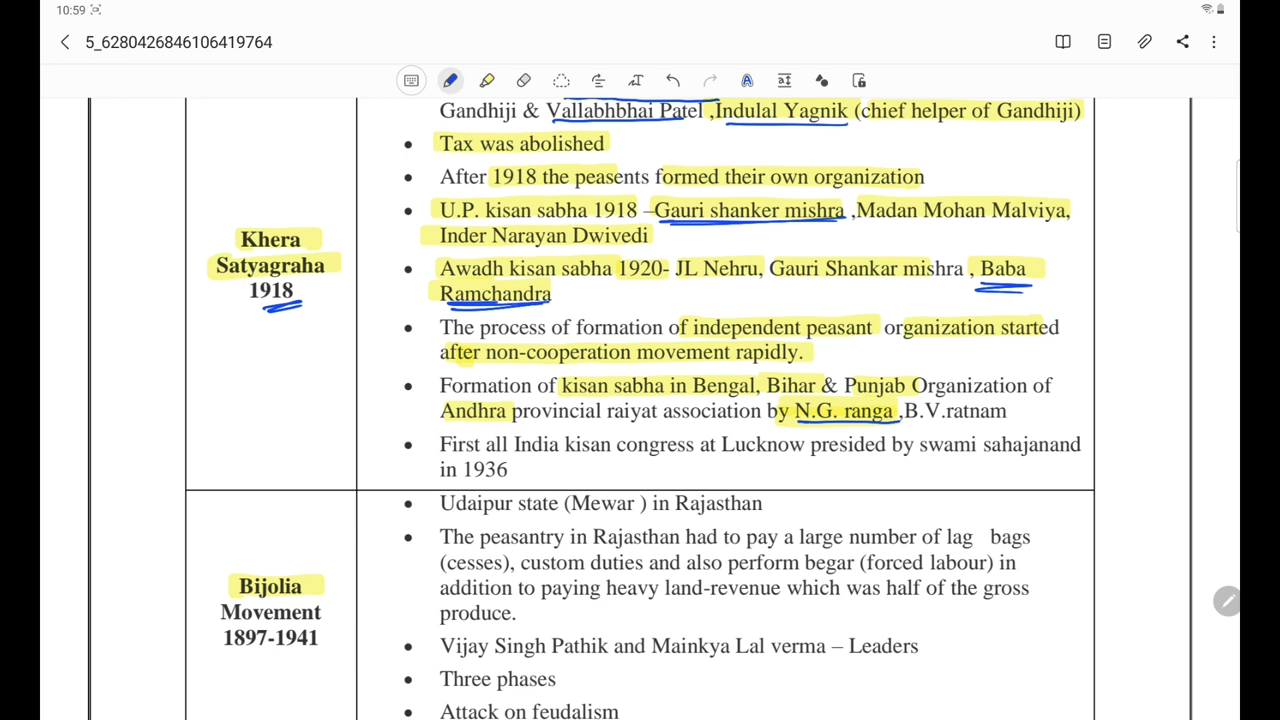 10:59
5_6280426846106419764
Gandhiji & Vallabhbhai Patel ,Indulal Yagnik (chief helper of Gandhiji)
• Tax was abolished
• After 1918 the peasents formed their own organization
• U.P. kisan sabha 1918 –Gauri shanker mishra ,Madan Mohan Malviya,
Inder Narayan Dwivedi
• Awadh kisan sabha 1920- JL Nehru, Gauri Shankar mishra , Baba
Ramchandra
• The process of formation of independent peasant organization started
after non-cooperation movement rapidly.
• Formation of kisan sabha in Bengal, Bihar & Punjab Organization of
Andhra provincial raiyat association by N.G. ranga ,B.V.ratnam
• First all India kisan congress at Lucknow presided by swami sahajanand
in 1936
Khera
Satyagraha
1918
• Udaipur state (Mewar ) in Rajasthan
• The peasantry in Rajasthan had to pay a large number of lag bags
(cesses), custom duties and also perform begar (forced labour) in
addition to paying heavy land-revenue which was half of the gross
produce.
• Vijay Singh Pathik and Mainkya Lal verma – Leaders
• Three phases
• Attack on feudalism
Bijolia
Movement
1897-1941